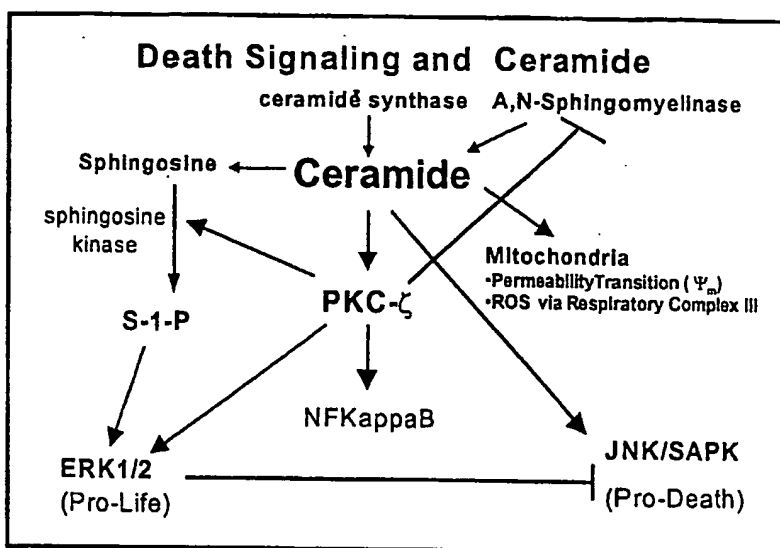 Death Signaling and Ceramide
ceramide synthase A,N-Sphingomyelinase
Sphingosine
Ceramide
sphingosine
kinase
Mitochondria
•PermeabilityTransition (Ψm)
•ROS via Respiratory Complex III
PKC-ζ
S-1-P
NFKappaB
ERK1/2
(Pro-Life)
JNK/SAPK
(Pro-Death)